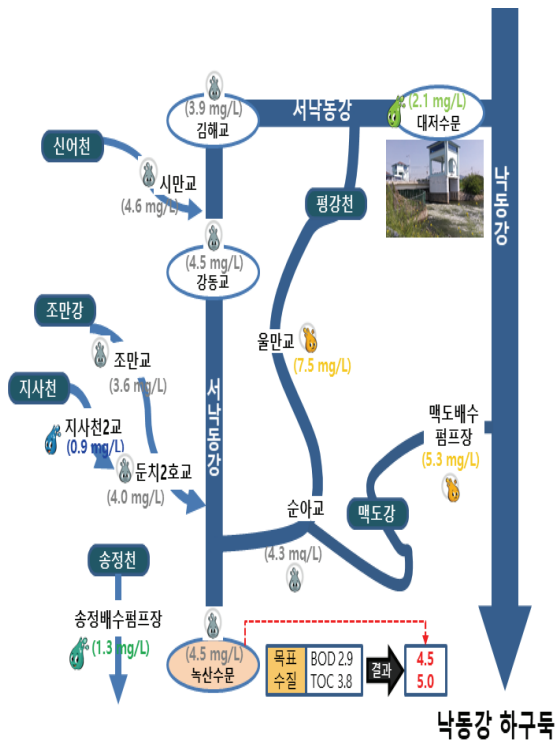 (3.9 mg/L)
김해교
서낙동강
(2.1 mg/L)
대저수문
신어천
시만교
(4.6 mg/L)
평강천
낙동강
(4.5 mg/L)
강동교
조만강
조만교
(3.6 mg/L)
울만교
(7.5 mg/L)
지사천
지사천2교
(0.9 mg/L)
서낙동강
맥도배수
펌프장
(5.3 mg/L)
둔치2호교
(4.0 mg/L)
순아교
(4.3 mg/L)
맥도강
송정천
송정배수펌프장
(1.3 mg/L)
(4.5 mg/L)
녹산수문
목표
수질
BOD 2.9
TOC 3.8
결과
4.5
5.0
낙동강 하구둑